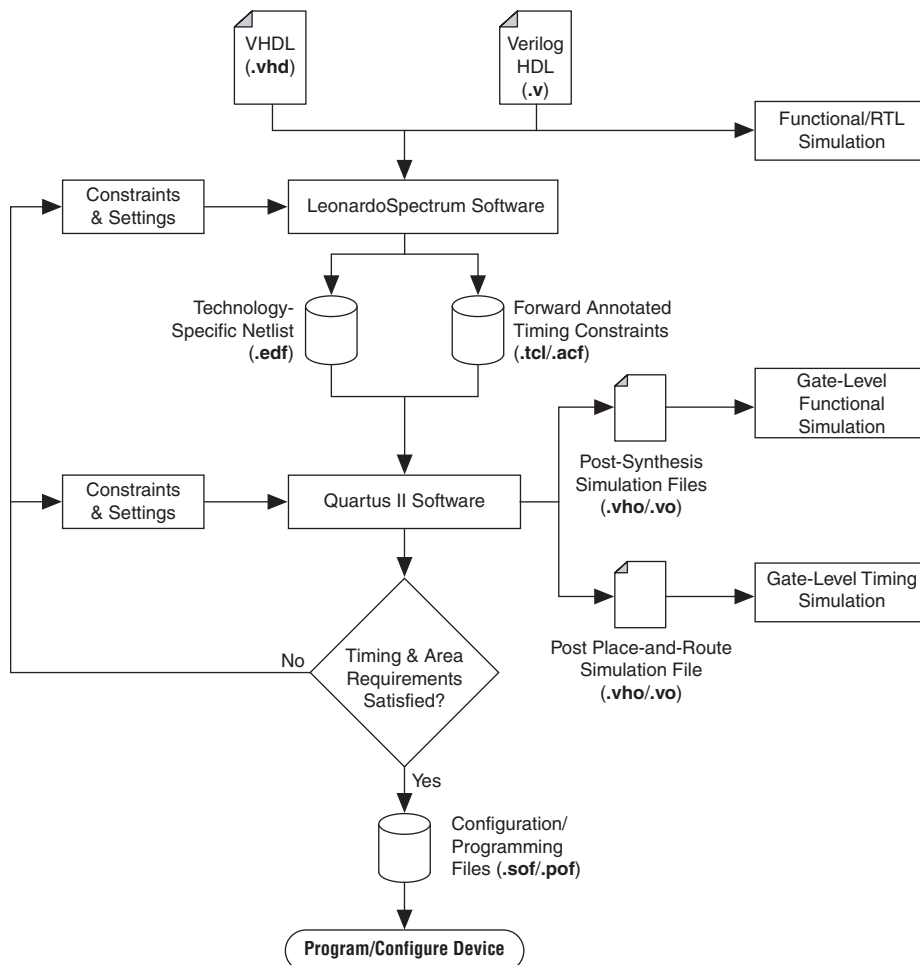 VHDL
(.vhd)
Verilog
HDL
(.v)
Functional/RTL
Simulation
Constraints
& Settings
LeonardoSpectrum Software
Technology-
Specific Netlist
(.edf)
Forward Annotated
Timing Constraints
(.tcl/.acf)
Gate-Level
Functional
Simulation
Post-Synthesis
Simulation Files
(.vho/.vo)
Constraints
& Settings
Quartus II Software
Gate-Level Timing
Simulation
Post Place-and-Route
Simulation File
(.vho/.vo)
No
Timing & Area
Requirements
Satisfied?
Yes
Configuration/
Programming
Files (.sof/.pof)
Program/Configure Device